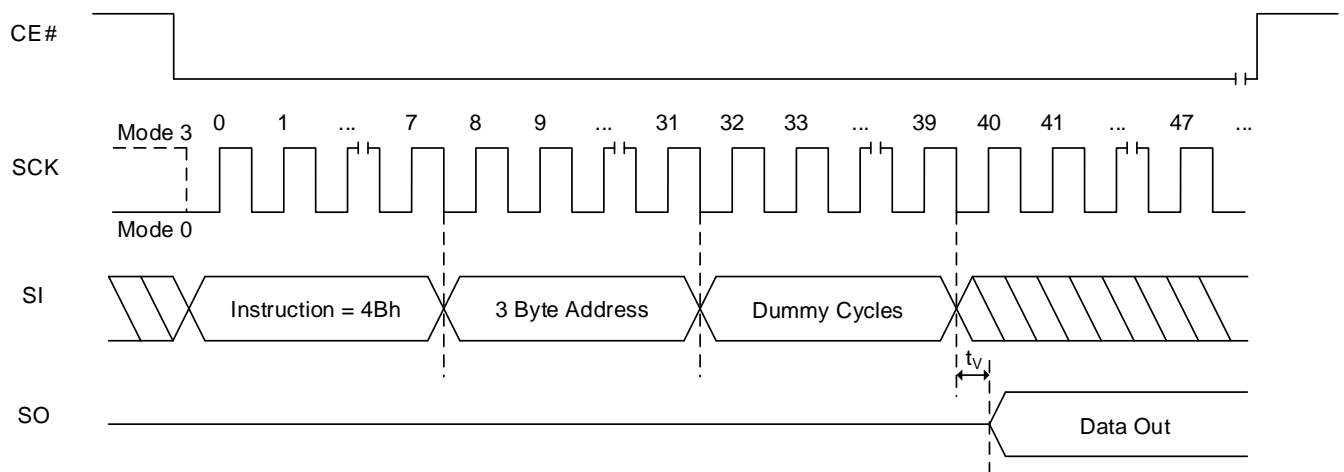 CE#
Mode 3 0 1 ... 7 8 9 ... 31 32 33 ... 39 40 41 ... 47 ...
SCK
Mode 0
SI Instruction = 4Bh 3 Byte Address Dummy Cycles
tV
SO Data Out